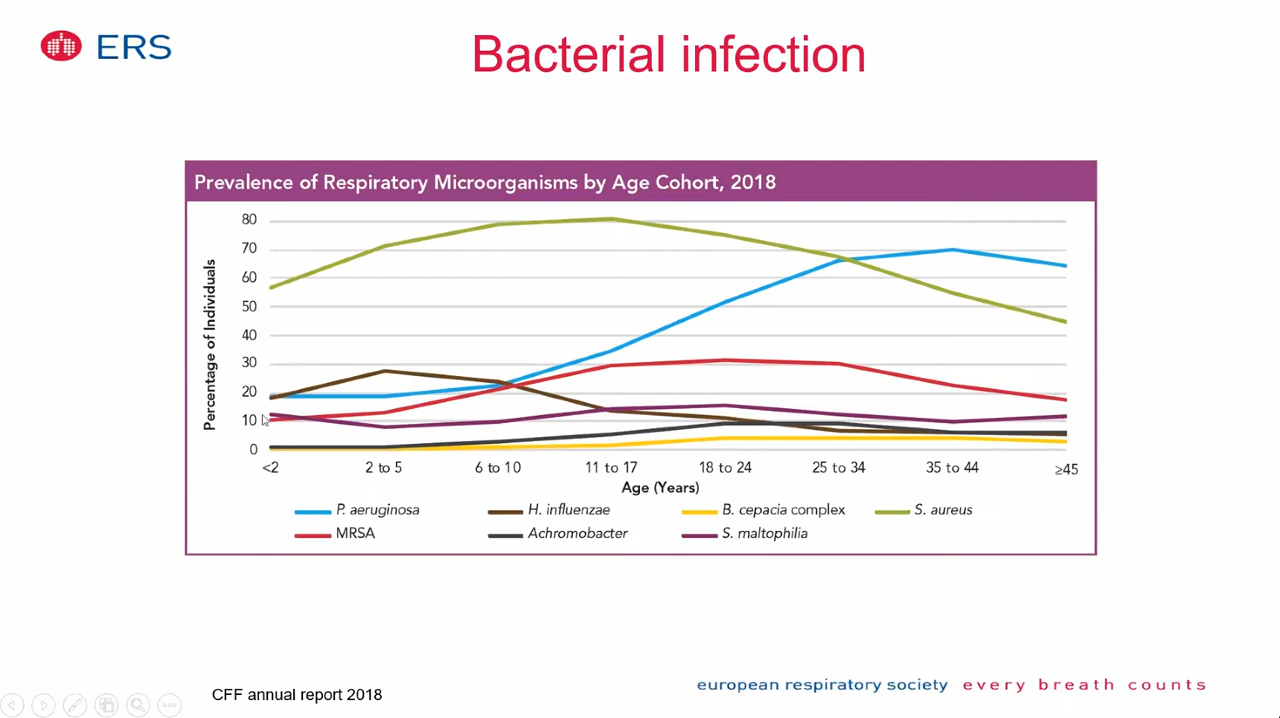 ERS
Bacterial infection
Prevalence of Respiratory Microorganisms by Age Cohort, 2018
Percentage of Individuals
80
70
60
50
40
30
20
10
0
<2
2 to 5
6 to 10
11 to 17
18 to 24
25 to 34
35 to 44
≥45
Age (Years)
P. aeruginosa
H. influenzae
B. cepacia complex
S. aureus
MRSA
Achromobacter
S. maltophilia
CFF annual report 2018
european respiratory society every breath counts